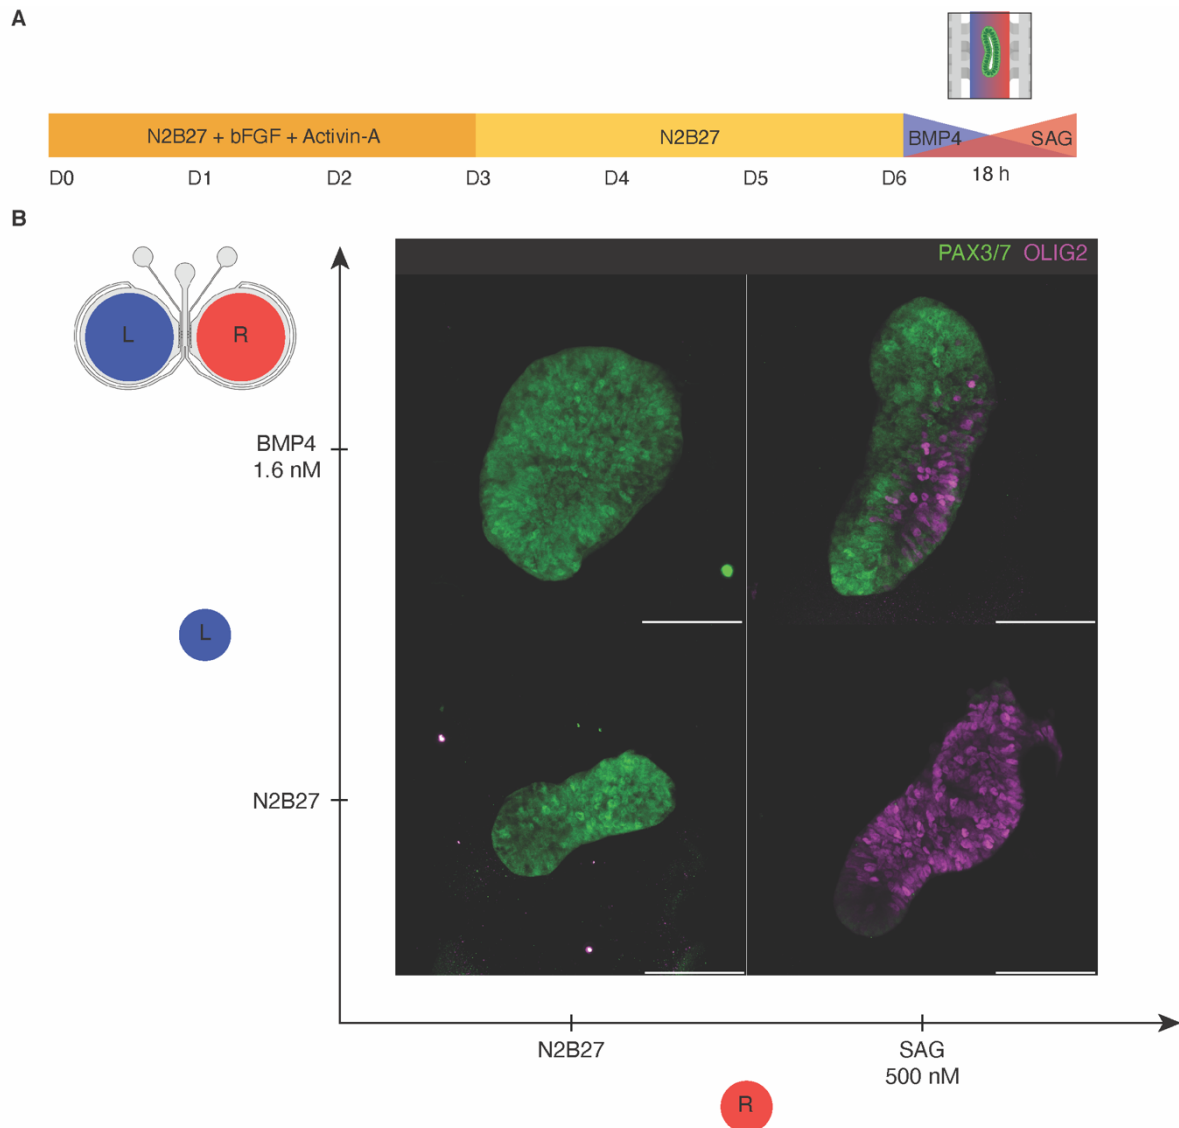 A
N2B27 + bFGF + Activin-A
N2B27
BMP4
SAG
D0
D1
D2
D3
D4
D5
D6
18 h
B
PAX3/7 OLIG2
L
R
BMP4
1.6 nM
L
N2B27
N2B27
SAG
500 nM
R